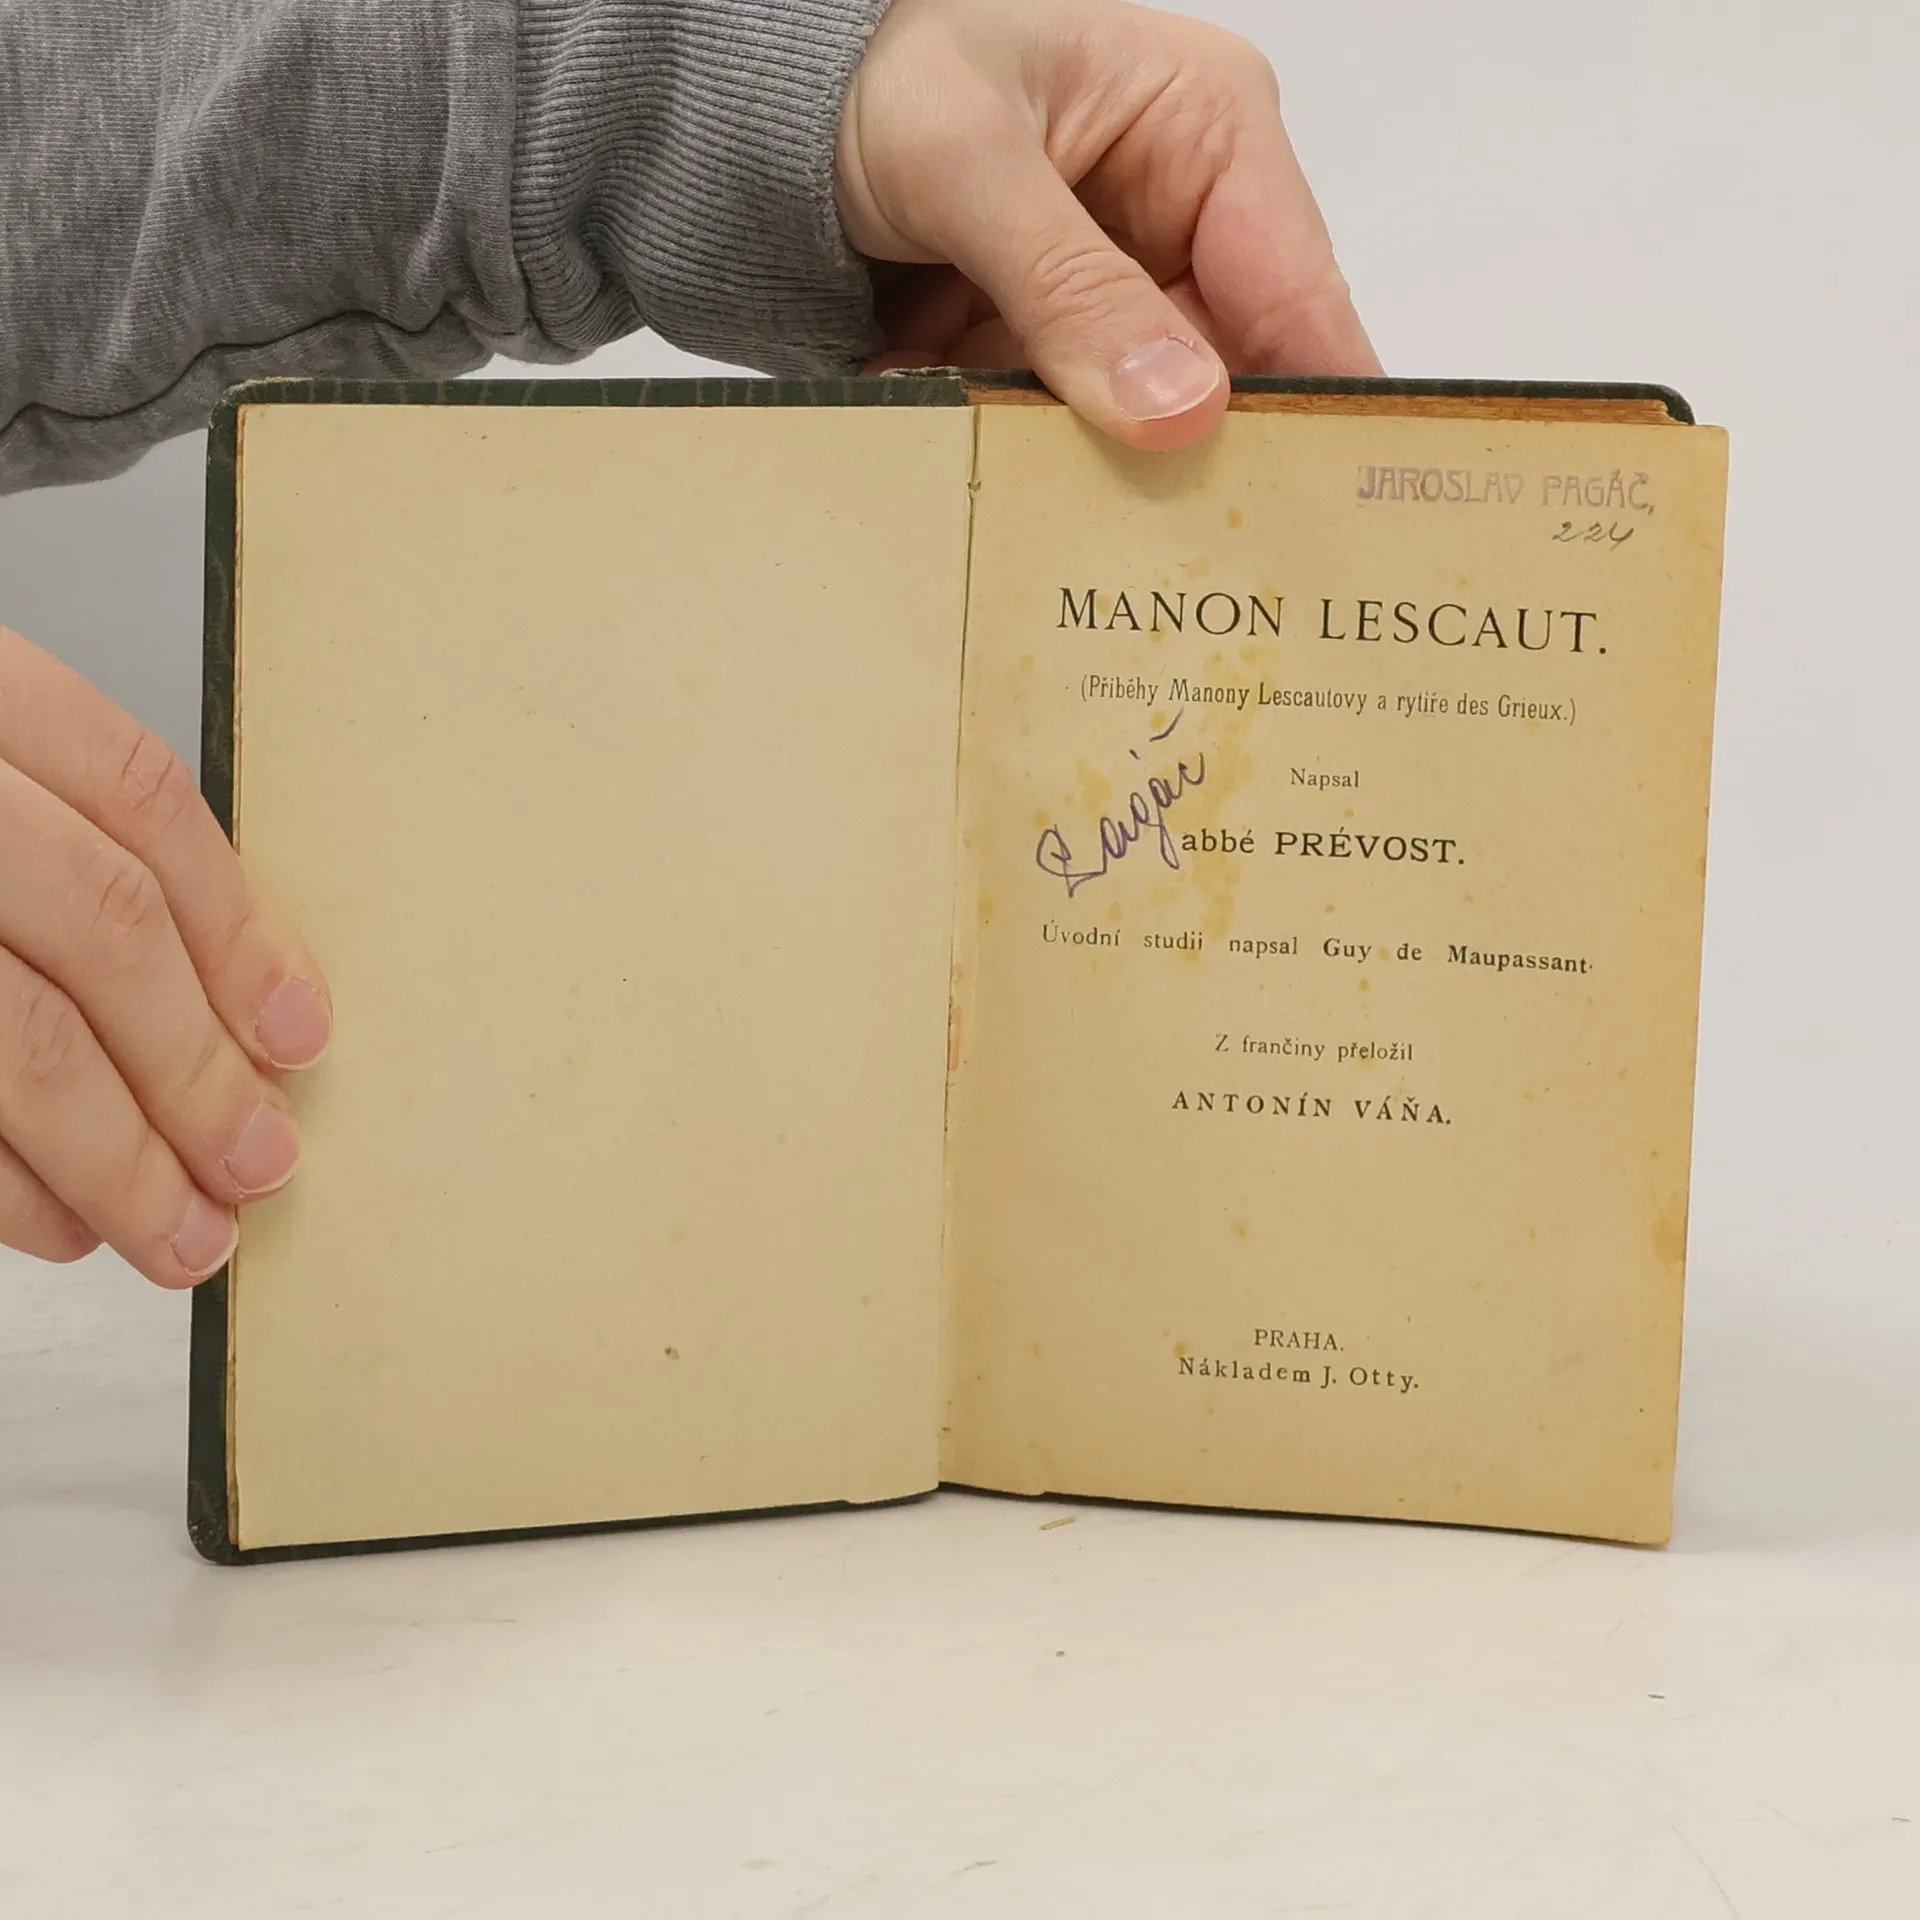 JAROSLAV PAGÁČ,
224
MANON LESCAUT.
(Příběhy Manony Lescautovy a rytíře des Grieux.)
Napsal
Pagáč
abbé PRÉVOST.
Úvodní studii napsal Guy de Maupassant.
Z frančiny přeložil
ANTONÍN VÁŇA.
PRAHA.
Nákladem J. Otty.